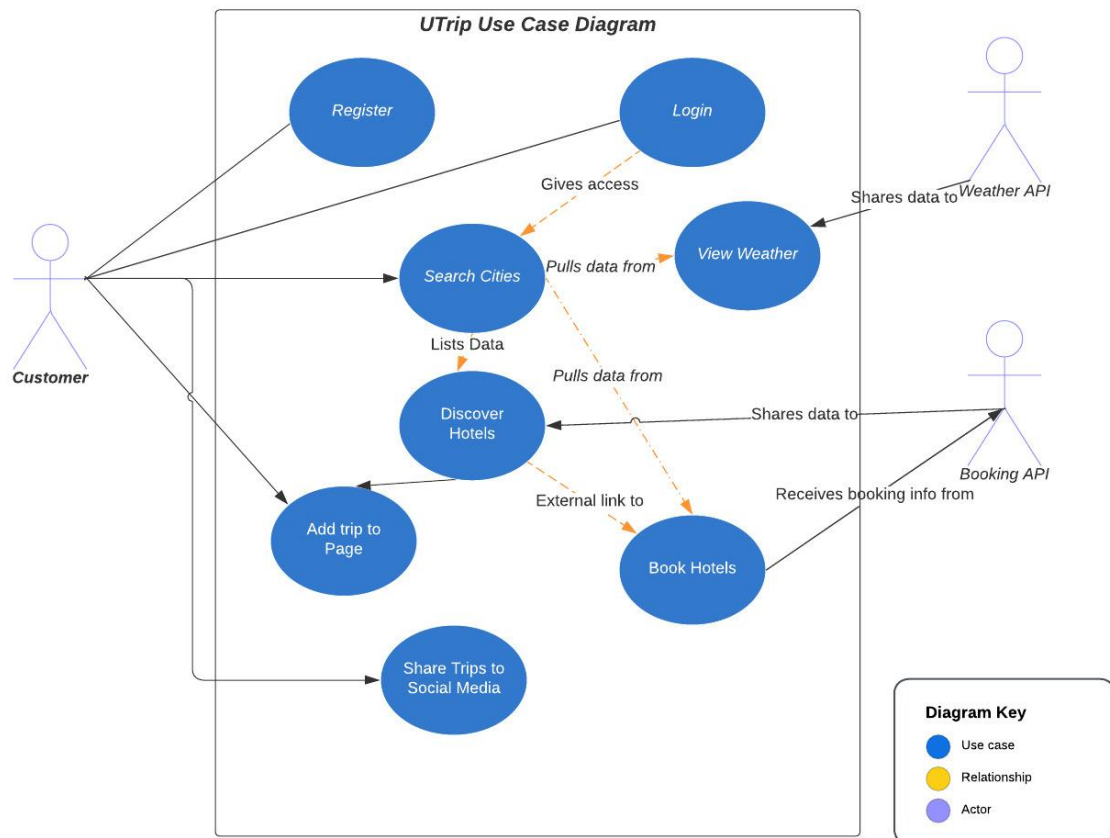 UTrip Use Case Diagram
Register
Login
Gives access
Weather API
Shares data to
Search Cities
Pulls data from
View Weather
Customer
Lists Data
Pulls data from
Discover
Hotels
Shares data to
Booking API
External link to
Receives booking info from
Add trip to
Page
Book Hotels
Share Trips to
Social Media
Diagram Key
Use case
Relationship
Actor